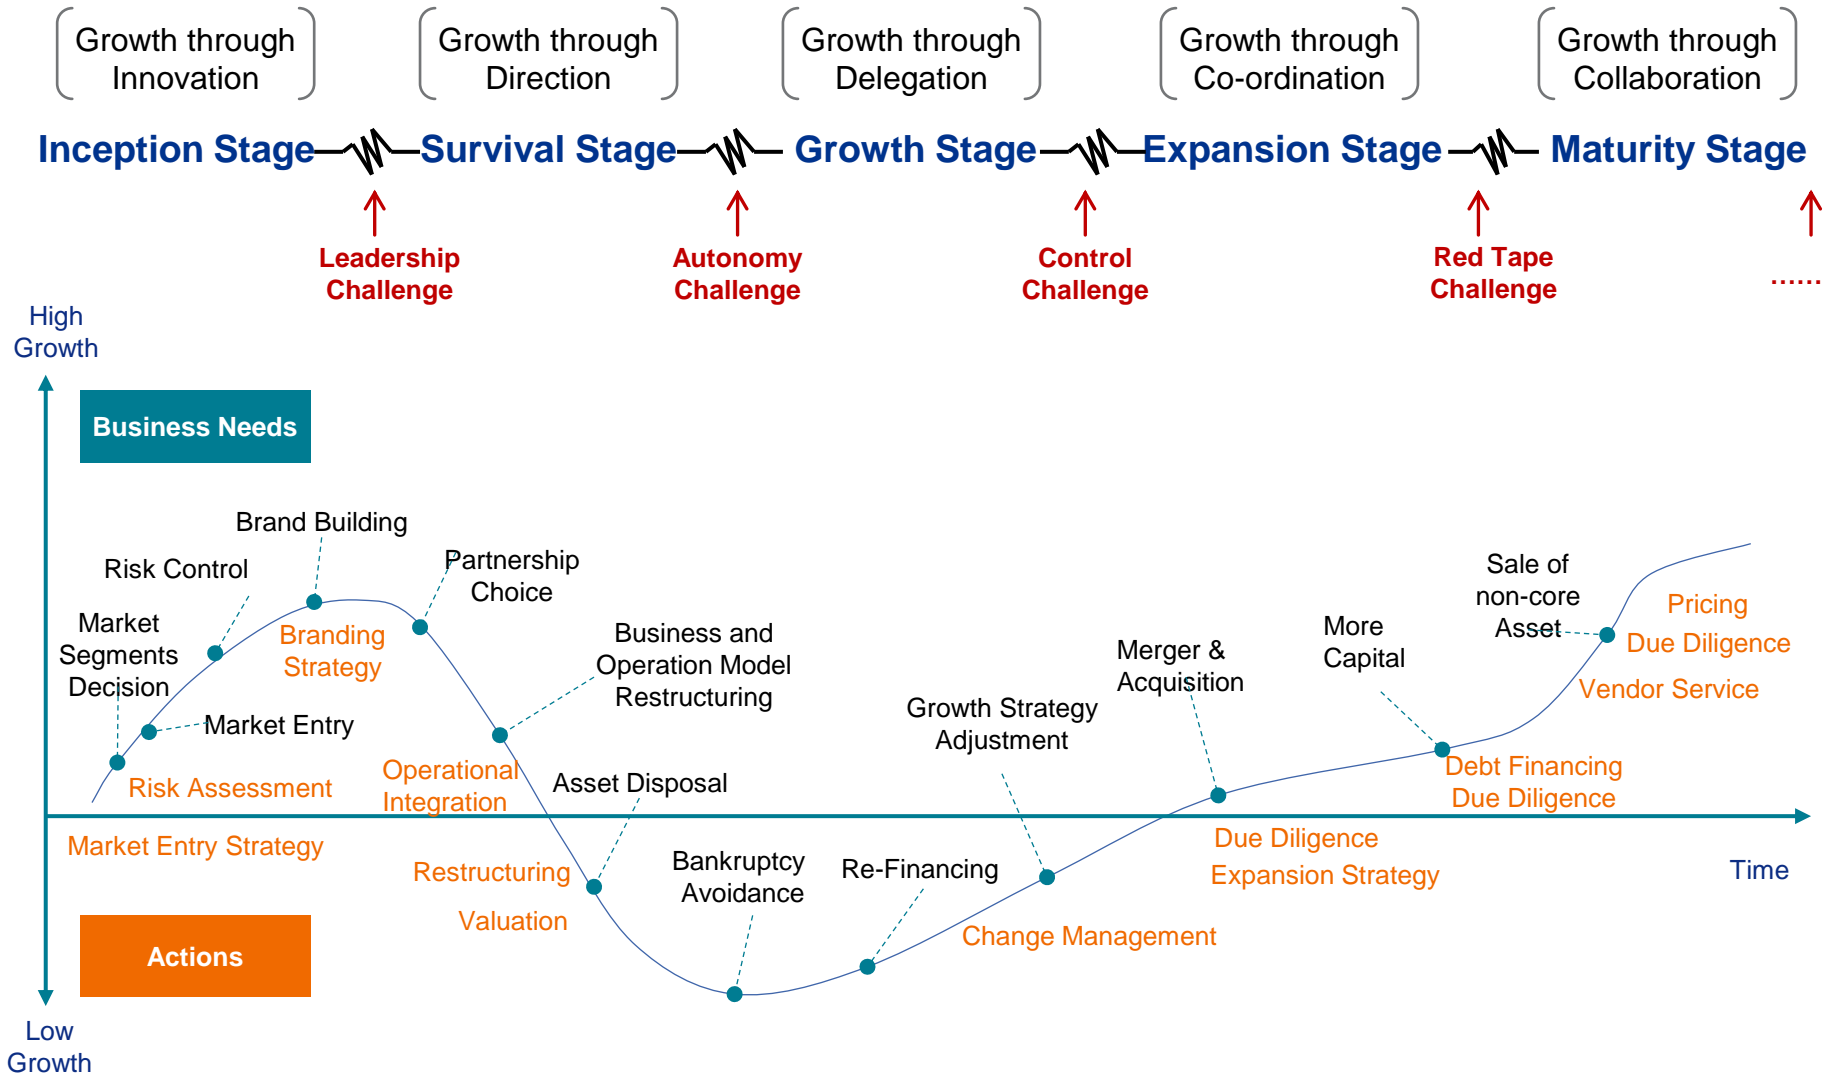 Growth through
Innovation
Growth through
Direction
Growth through
Delegation
Growth through
Co-ordination
Growth through
Collaboration
Inception Stage
Survival Stage
Growth Stage
Expansion Stage
Maturity Stage
Leadership
Challenge
Autonomy
Challenge
Control
Challenge
Red Tape
Challenge
......
High
Growth
Business Needs
Brand Building
Risk Control
Partnership
Choice
Market
Segments
Decision
Branding
Strategy
Market Entry
Business and
Operation Model
Restructuring
Sale of
non-core
Asset
Pricing
Due Diligence
Vendor Service
More
Capital
Merger &
Acquisition
Growth Strategy
Adjustment
Risk Assessment
Operational
Integration
Asset Disposal
Debt Financing
Due Diligence
Market Entry Strategy
Restructuring
Valuation
Bankruptcy
Avoidance
Re-Financing
Due Diligence
Expansion Strategy
Time
Change Management
Actions
Low
Growth